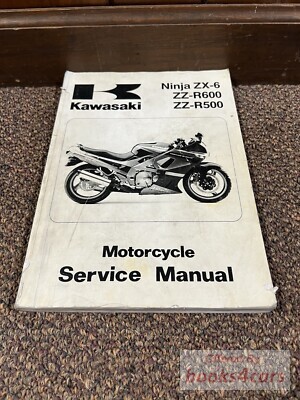 Kawasaki
Ninja ZX-6
ZZ-R600
ZZ-R500
Motorcycle
Service Manual
books4cars